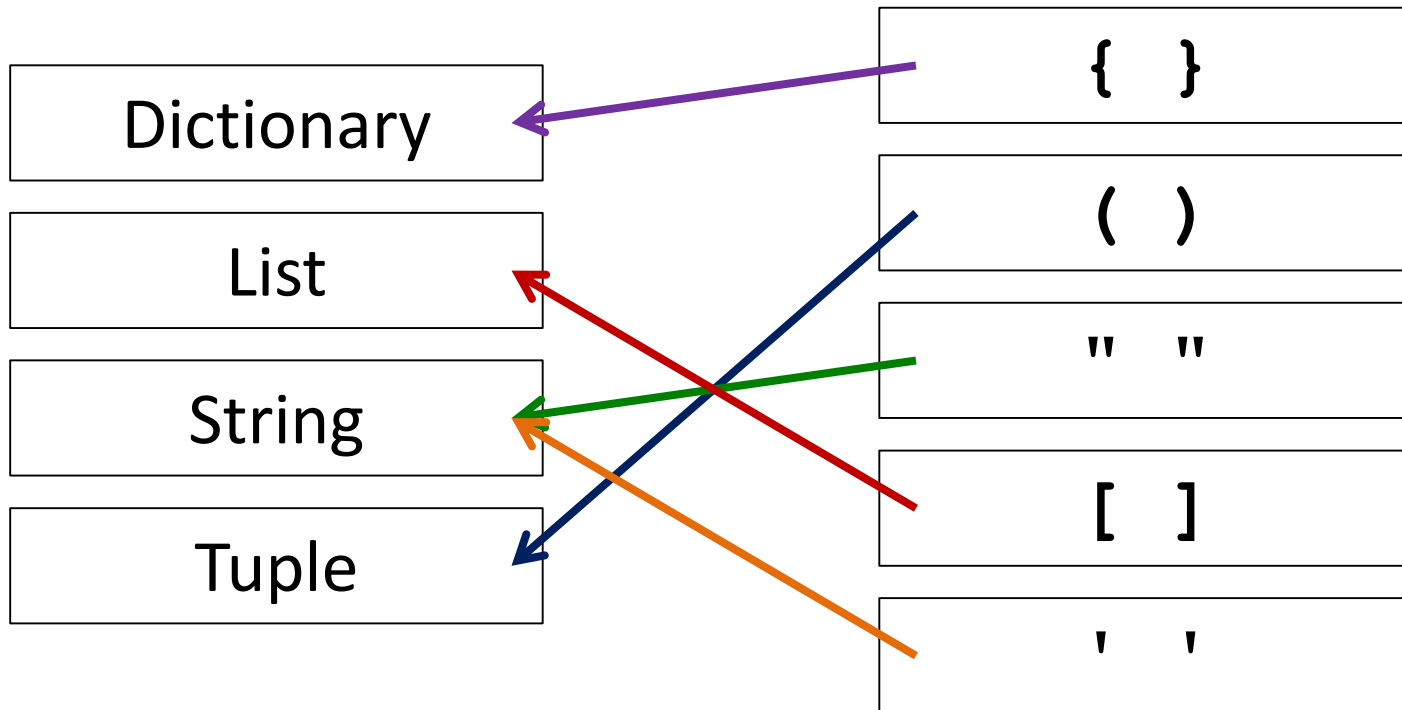 Dictionary
List
String
Tuple
{ }
( )
" "
[ ]
' '